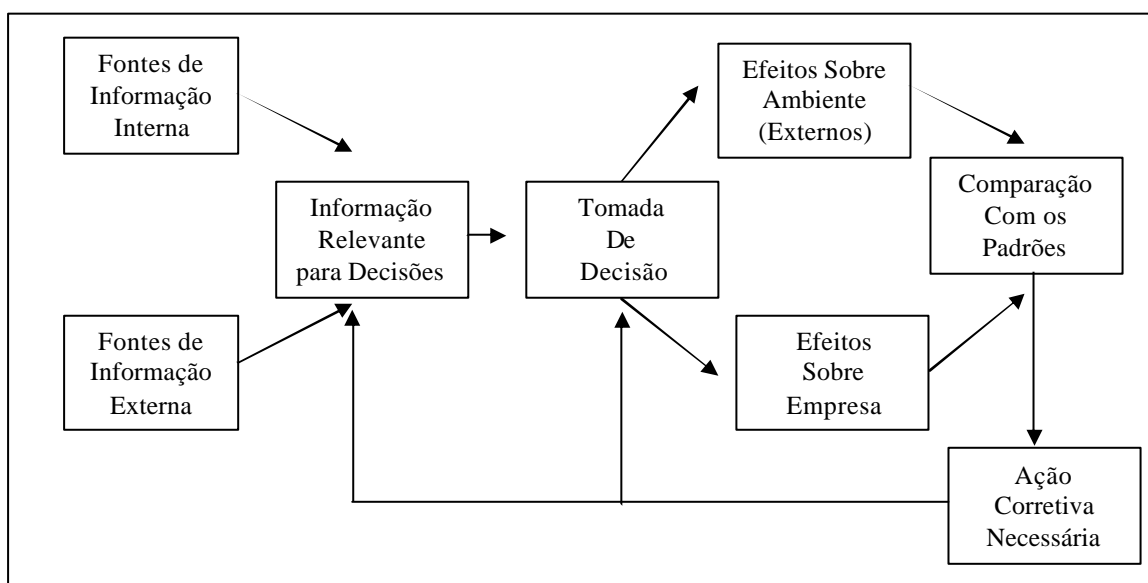 Fontes de
Informação
Interna
Fontes de
Informação
Externa
Informação
Relevante
para Decisões
Tomada
De
Decisão
Efeitos Sobre
Ambiente
(Externos)
Efeitos
Sobre
Empresa
Comparação
Com os
Padrões
Ação
Corretiva
Necessária